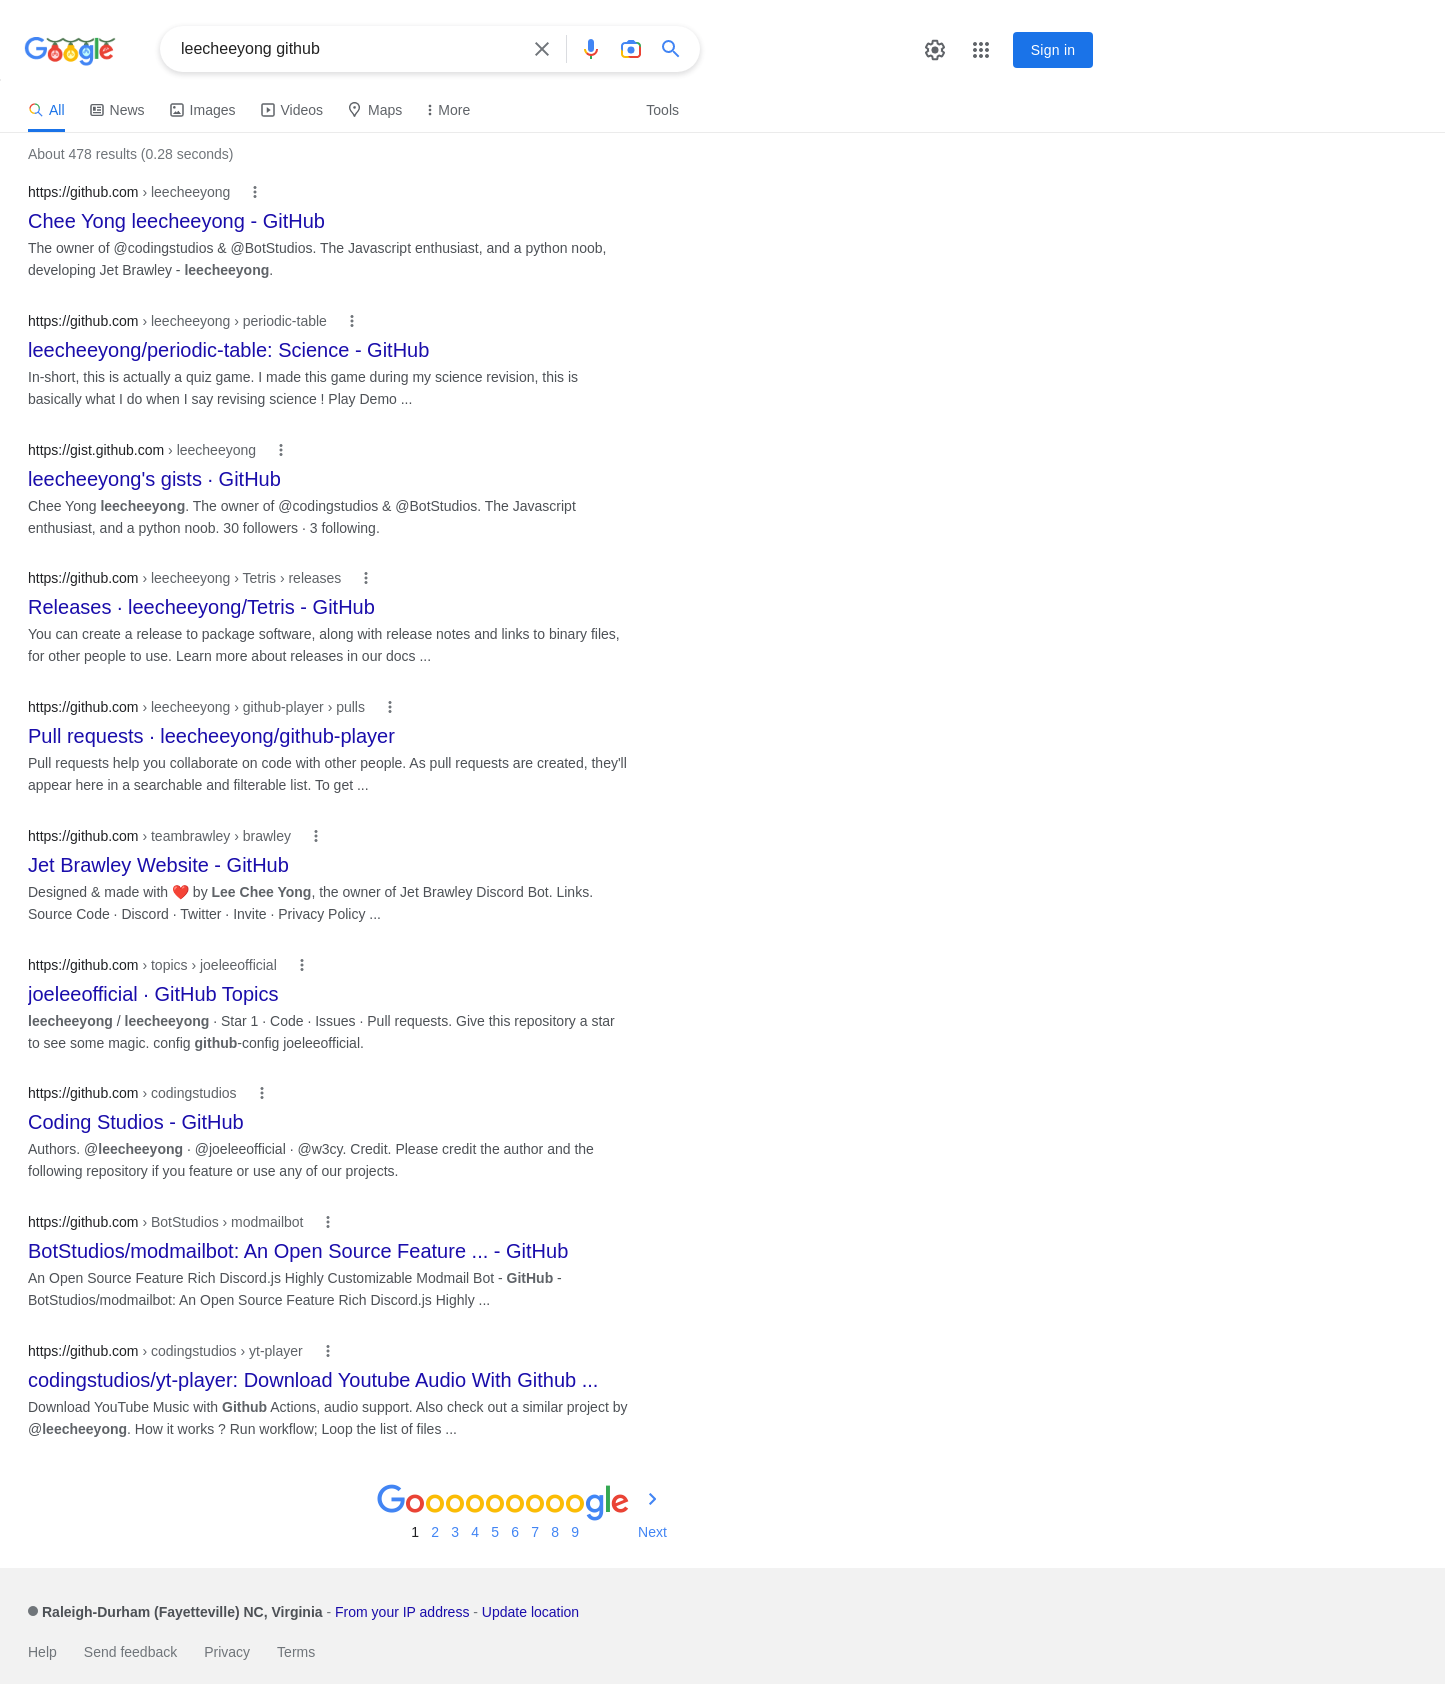 Google
leecheeyong github
Sign in
All News Images Videos Maps More Tools
About 478 results (0.28 seconds)
https://github.com › leecheeyong
Chee Yong leecheeyong - GitHub
The owner of @codingstudios & @BotStudios. The Javascript enthusiast, and a python noob,
developing Jet Brawley - leecheeyong.
https://github.com › leecheeyong › periodic-table
leecheeyong/periodic-table: Science - GitHub
In-short, this is actually a quiz game. I made this game during my science revision, this is
basically what I do when I say revising science ! Play Demo ...
https://gist.github.com › leecheeyong
leecheeyong's gists · GitHub
Chee Yong leecheeyong. The owner of @codingstudios & @BotStudios. The Javascript
enthusiast, and a python noob. 30 followers · 3 following.
https://github.com › leecheeyong › Tetris › releases
Releases · leecheeyong/Tetris - GitHub
You can create a release to package software, along with release notes and links to binary files,
for other people to use. Learn more about releases in our docs ...
https://github.com › leecheeyong › github-player › pulls
Pull requests · leecheeyong/github-player
Pull requests help you collaborate on code with other people. As pull requests are created, they'll
appear here in a searchable and filterable list. To get ...
https://github.com › teambrawley › brawley
Jet Brawley Website - GitHub
Designed & made with ❤️ by Lee Chee Yong, the owner of Jet Brawley Discord Bot. Links.
Source Code · Discord · Twitter · Invite · Privacy Policy ...
https://github.com › topics › joeleeofficial
joeleeofficial · GitHub Topics
leecheeyong / leecheeyong · Star 1 · Code · Issues · Pull requests. Give this repository a star
to see some magic. config github-config joeleeofficial.
https://github.com › codingstudios
Coding Studios - GitHub
Authors. @leecheeyong · @joeleeofficial · @w3cy. Credit. Please credit the author and the
following repository if you feature or use any of our projects.
https://github.com › BotStudios › modmailbot
BotStudios/modmailbot: An Open Source Feature ... - GitHub
An Open Source Feature Rich Discord.js Highly Customizable Modmail Bot - GitHub -
BotStudios/modmailbot: An Open Source Feature Rich Discord.js Highly ...
https://github.com › codingstudios › yt-player
codingstudios/yt-player: Download Youtube Audio With Github ...
Download YouTube Music with Github Actions, audio support. Also check out a similar project by
@leecheeyong. How it works ? Run workflow; Loop the list of files ...
Goooooooooogle
1 2 3 4 5 6 7 8 9 Next
Raleigh-Durham (Fayetteville) NC, Virginia - From your IP address - Update location
Help Send feedback Privacy Terms